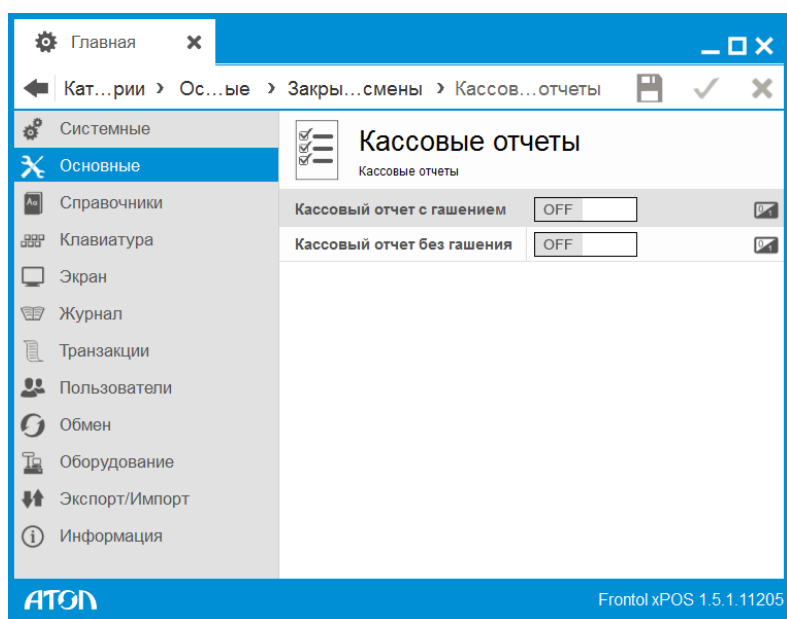 Главная
Кат...рии › Ос...ые › Закры...смены › Кассов...отчеты
Системные
Основные
Справочники
Клавиатура
Экран
Журнал
Транзакции
Пользователи
Обмен
Оборудование
Экспорт/Импорт
Информация
Кассовые отчеты
Кассовые отчеты
Кассовый отчет с гашением OFF
Кассовый отчет без гашения OFF
АТОЛ
Frontol xPOS 1.5.1.11205